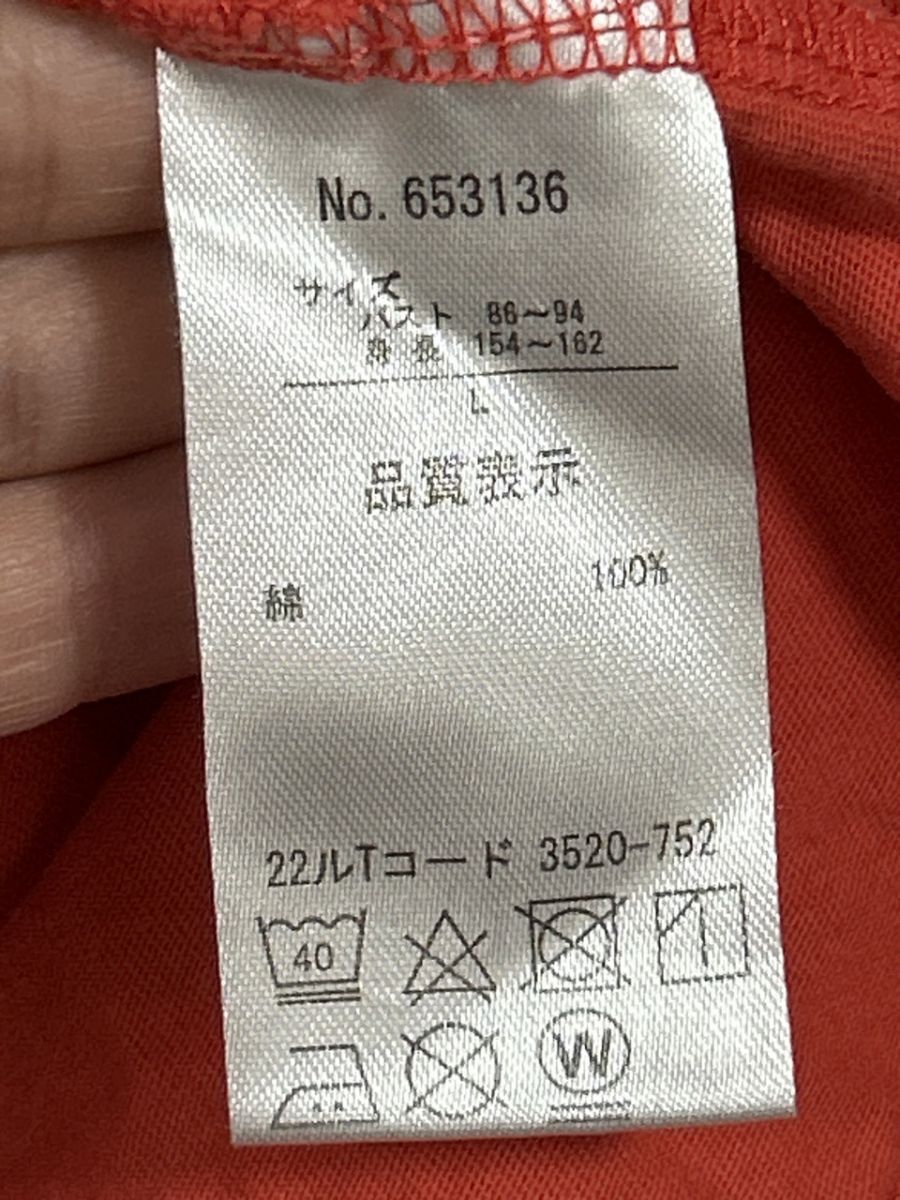 No. 653136
サイズ
バスト 86～94
身長 154～162
L
品質表示
綿 100%
22ルTコード 3520-752
40
W